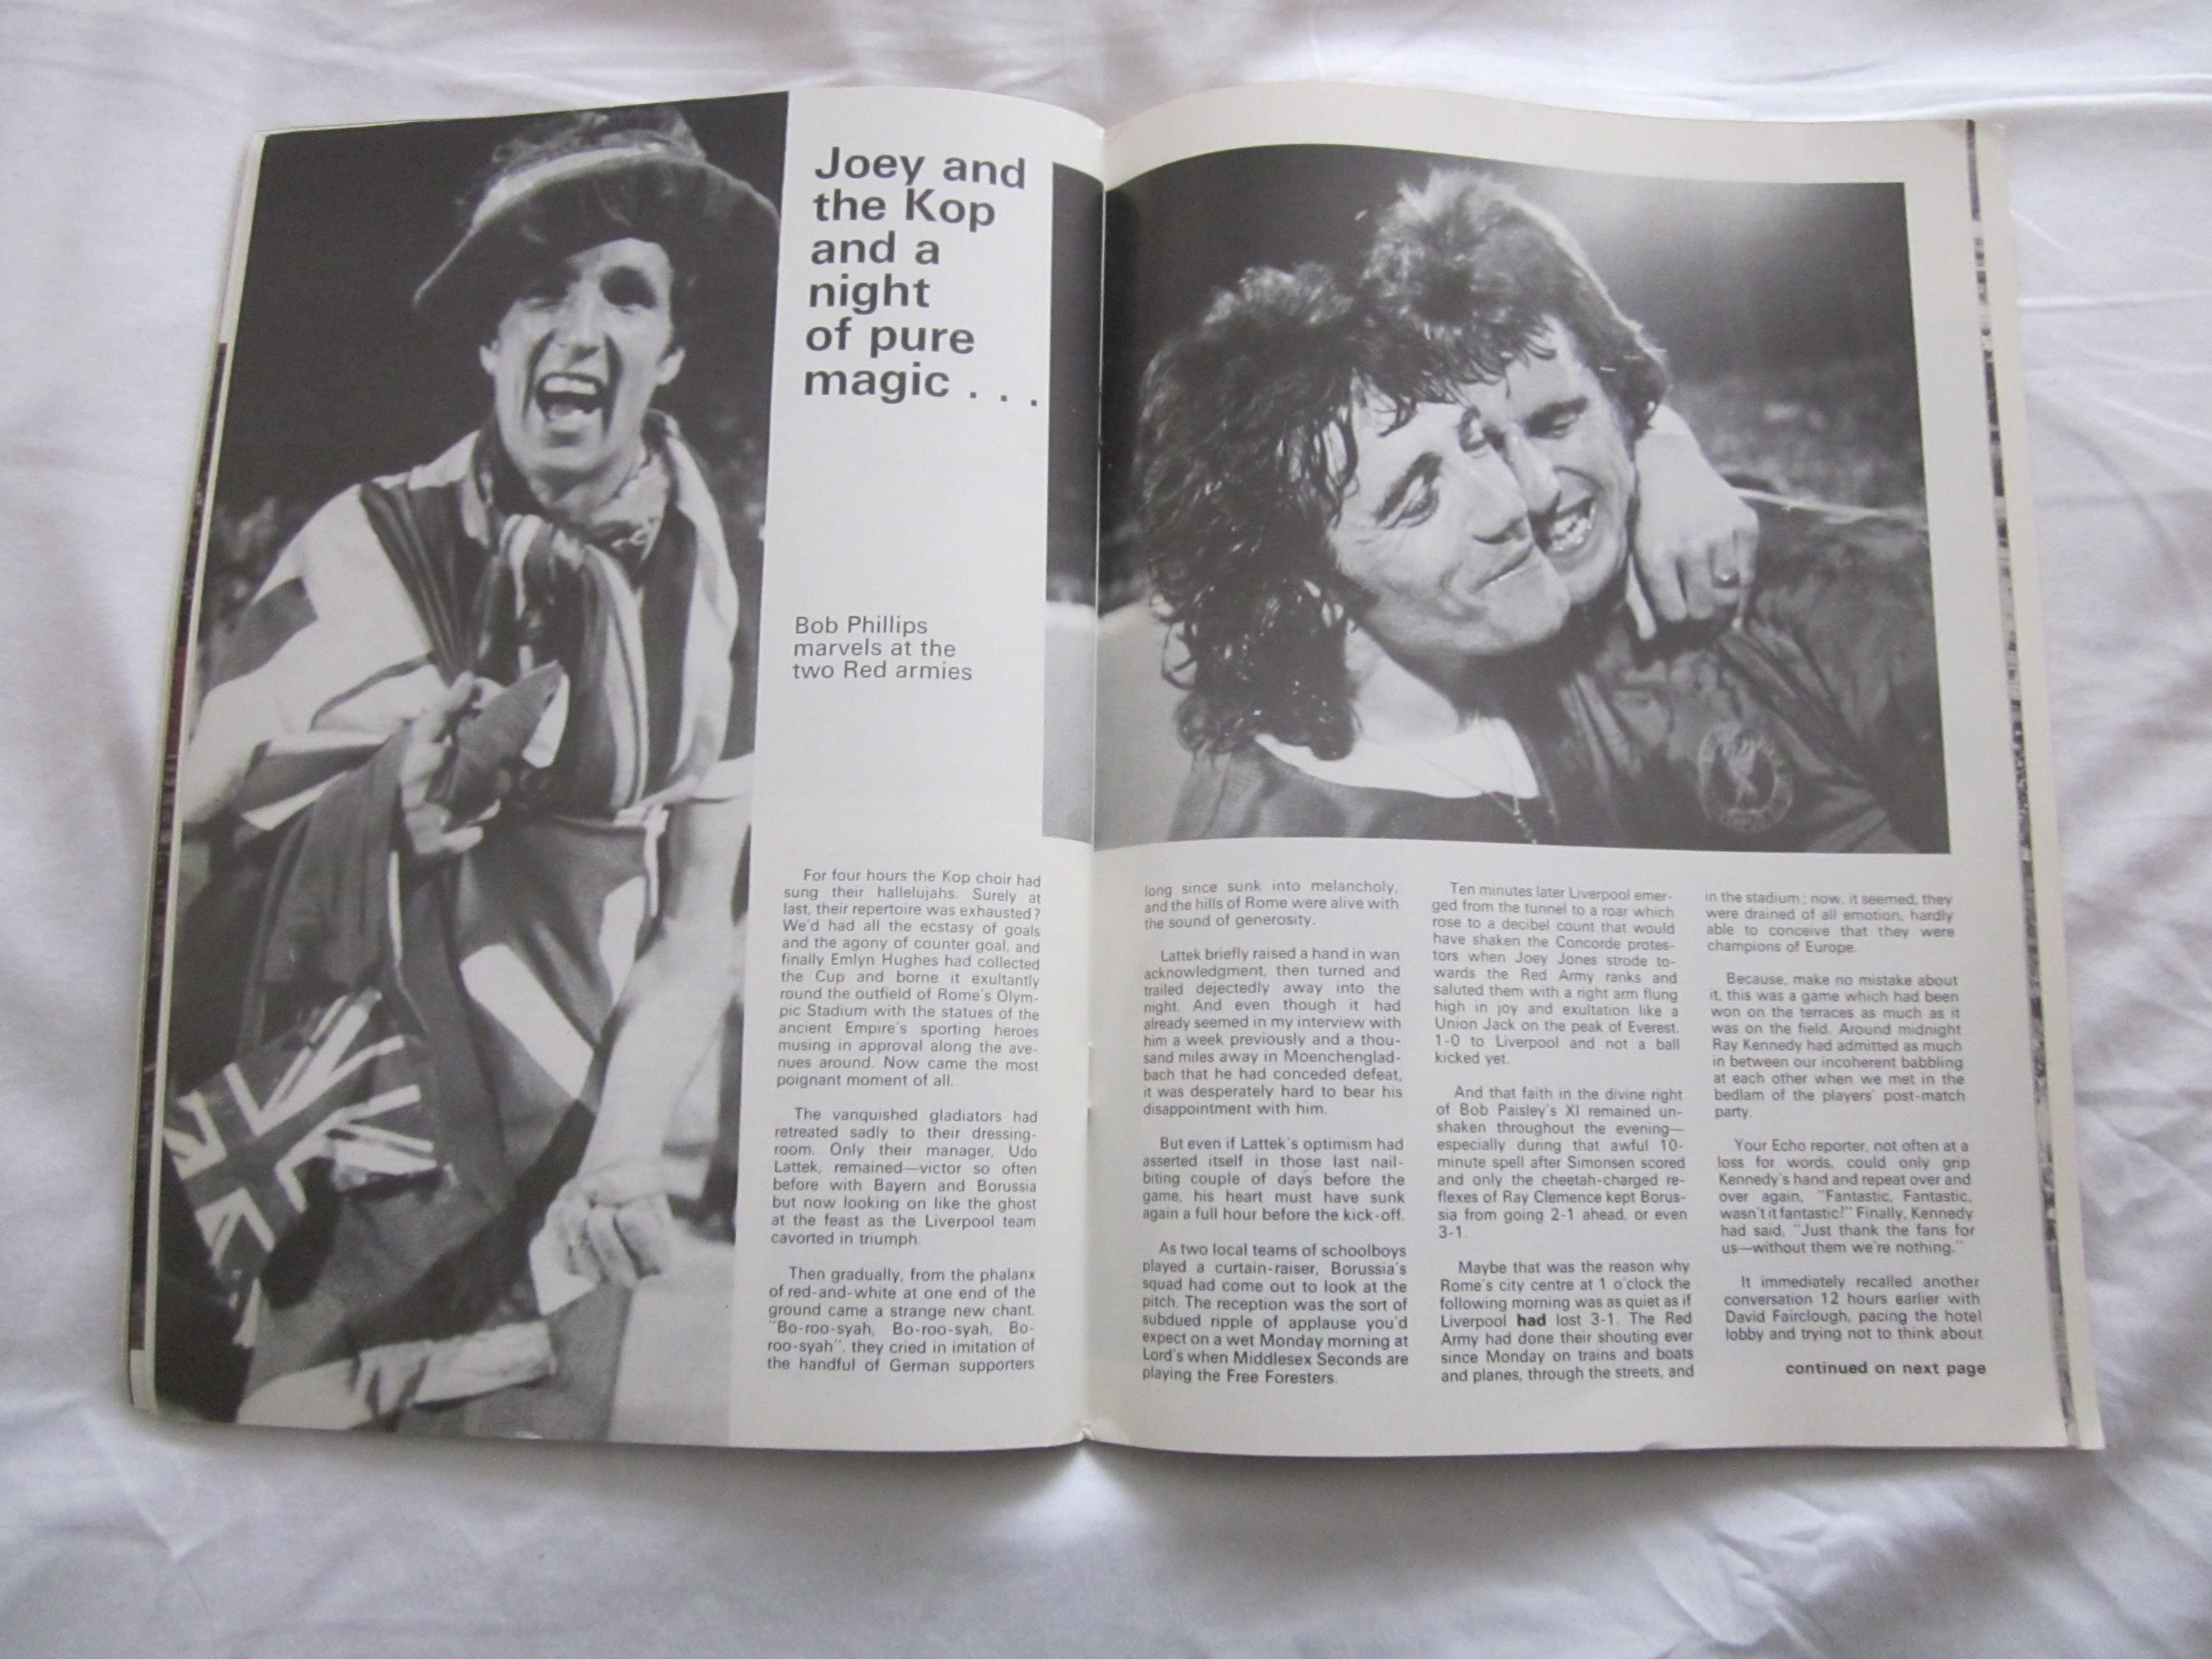 Joey and
the Kop
and a
night
of pure
magic . . .
Bob Phillips
marvels at the
two Red armies
For four hours the Kop choir had
sung their hallelujahs. Surely at
last, their repertoire was exhausted?
We'd had all the ecstasy of goals
and the agony of counter goal, and
finally Emlyn Hughes had collected
the Cup and borne it exultantly
round the outfield of Rome's Olym-
pic Stadium with the statues of the
ancient Empire's sporting heroes
musing in approval along the ave-
nues around. Now came the most
poignant moment of all.
The vanquished gladiators had
retreated sadly to their dressing-
room. Only their manager, Udo
Lattek, remained—victor so often
before with Bayern and Borussia
but now looking on like the ghost
at the feast as the Liverpool team
cavorted in triumph.
Then gradually, from the phalanx
of red-and-white at one end of the
ground came a strange new chant.
"Bo-roo-syah, Bo-roo-syah, Bo-
roo-syah", they cried in imitation of
the handful of German supporters
long since sunk into melancholy,
and the hills of Rome were alive with
the sound of generosity.
Lattek briefly raised a hand in wan
acknowledgment, then turned and
trailed dejectedly away into the
night. And even though it had
already seemed in my interview with
him a week previously and a thou-
sand miles away in Moenchenglad-
bach that he had conceded defeat,
it was desperately hard to bear his
disappointment with him.
But even if Lattek's optimism had
asserted itself in those last nail-
biting couple of days before the
game, his heart must have sunk
again a full hour before the kick-off.
As two local teams of schoolboys
played a curtain-raiser, Borussia's
squad had come out to look at the
pitch. The reception was the sort of
subdued ripple of applause you'd
expect on a wet Monday morning at
Lord's when Middlesex Seconds are
playing the Free Foresters.
Ten minutes later Liverpool emer-
ged from the tunnel to a roar which
rose to a decibel count that would
have shaken the Concorde protes-
tors when Joey Jones strode to-
wards the Red Army ranks and
saluted them with a right arm flung
high in joy and exultation like a
Union Jack on the peak of Everest.
1-0 to Liverpool and not a ball
kicked yet.
And that faith in the divine right
of Bob Paisley's XI remained un-
shaken throughout the evening—
especially during that awful 10-
minute spell after Simonsen scored
and only the cheetah-charged re-
flexes of Ray Clemence kept Borus-
sia from going 2-1 ahead, or even
3-1.
Maybe that was the reason why
Rome's city centre at 1 o'clock the
following morning was as quiet as if
Liverpool had lost 3-1. The Red
Army had done their shouting ever
since Monday on trains and boats
and planes, through the streets, and
in the stadium; now, it seemed, they
were drained of all emotion, hardly
able to conceive that they were
champions of Europe.
Because, make no mistake about
it, this was a game which had been
won on the terraces as much as it
was on the field. Around midnight
Ray Kennedy had admitted as much
in between our incoherent babbling
at each other when we met in the
bedlam of the players' post-match
party.
Your Echo reporter, not often at a
loss for words, could only grip
Kennedy's hand and repeat over and
over again, "Fantastic, Fantastic,
wasn't it fantastic!" Finally, Kennedy
had said, "Just thank the fans for
us—without them we're nothing."
It immediately recalled another
conversation 12 hours earlier with
David Fairclough, pacing the hotel
lobby and trying not to think about
continued on next page